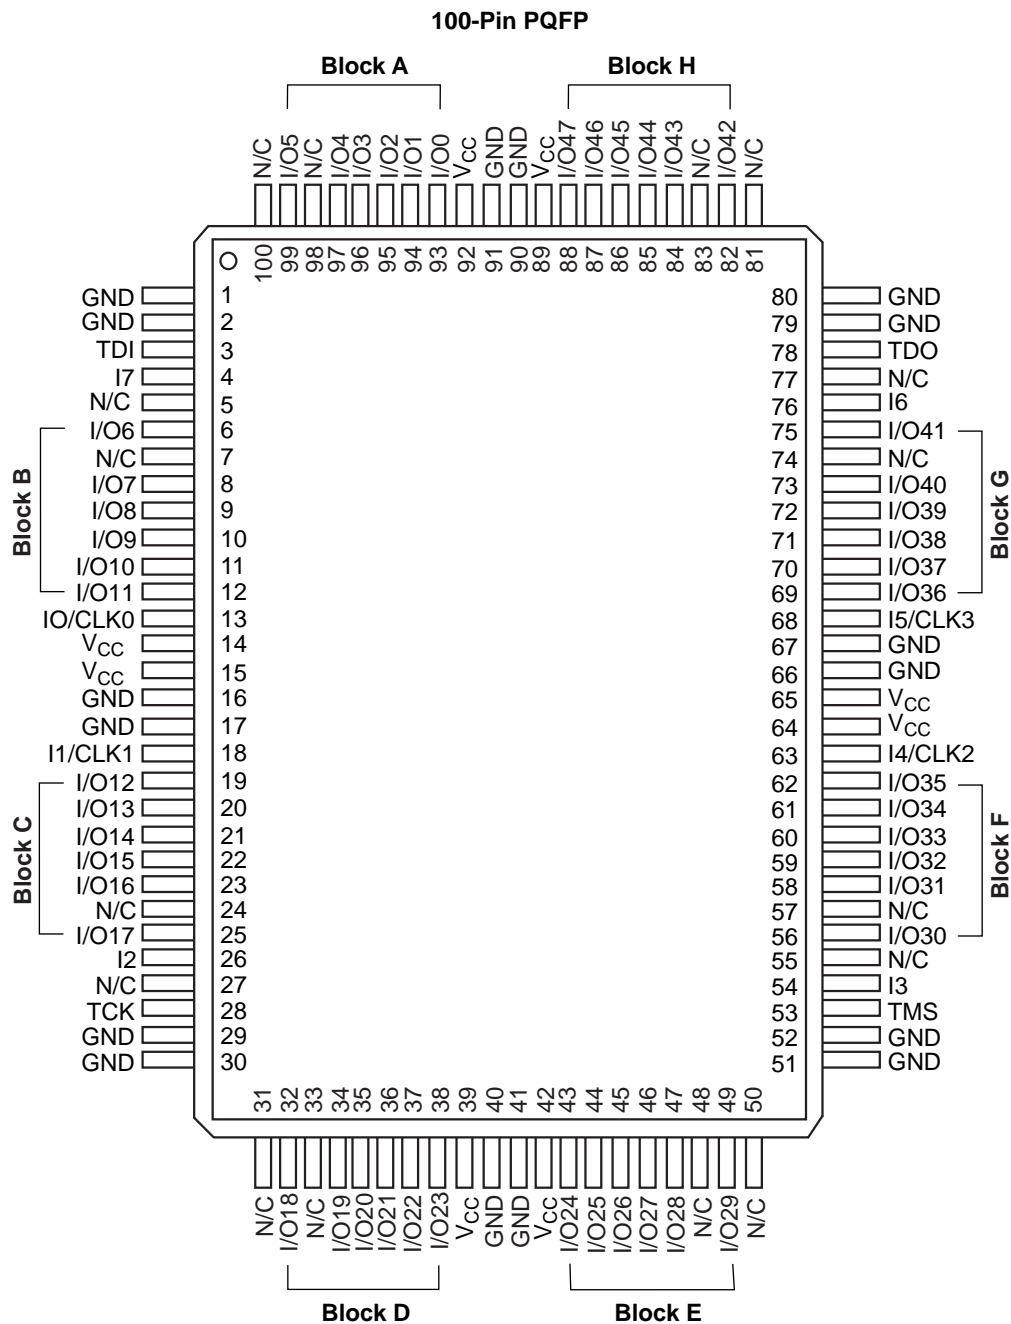 100-Pin PQFP
Block A
Block H
N/C
I/O5
N/C
I/O4
I/O3
I/O2
I/O1
I/O0
VCC
GND
GND
VCC
I/O47
I/O46
I/O45
I/O44
I/O43
N/C
I/O42
N/C
100
99
98
97
96
95
94
93
92
91
90
89
88
87
86
85
84
83
82
81
GND 1
GND 2
TDI 3
I7 4
N/C 5
I/O6 6
N/C 7
I/O7 8
I/O8 9
I/O9 10
I/O10 11
I/O11 12
IO/CLK0 13
VCC 14
VCC 15
GND 16
GND 17
I1/CLK1 18
I/O12 19
I/O13 20
I/O14 21
I/O15 22
I/O16 23
N/C 24
I/O17 25
I2 26
N/C 27
TCK 28
GND 29
GND 30
Block B
Block C
80 GND
79 GND
78 TDO
77 N/C
76 I6
75 I/O41
74 N/C
73 I/O40
72 I/O39
71 I/O38
70 I/O37
69 I/O36
68 I5/CLK3
67 GND
66 GND
65 VCC
64 VCC
63 I4/CLK2
62 I/O35
61 I/O34
60 I/O33
59 I/O32
58 I/O31
57 N/C
56 I/O30
55 N/C
54 I3
53 TMS
52 GND
51 GND
Block G
Block F
31
32
33
34
35
36
37
38
39
40
41
42
43
44
45
46
47
48
49
50
N/C
I/O18
N/C
I/O19
I/O20
I/O21
I/O22
I/O23
VCC
GND
GND
VCC
I/O24
I/O25
I/O26
I/O27
I/O28
N/C
I/O29
N/C
Block D
Block E